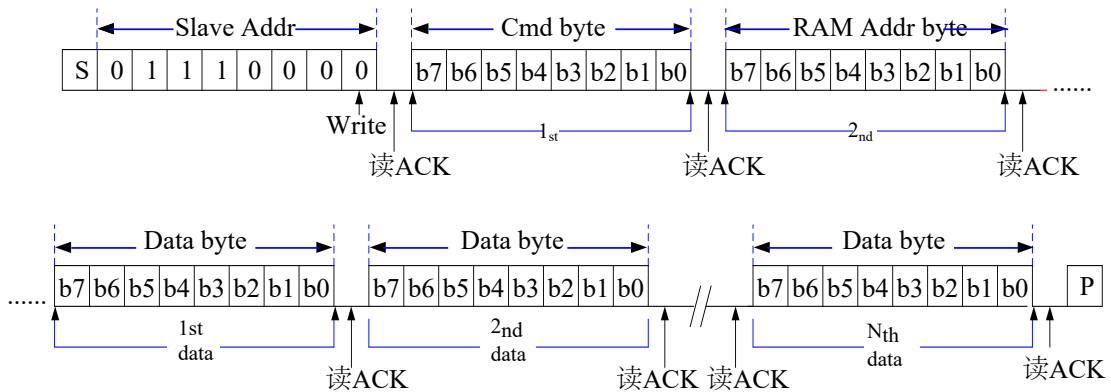 Slave Addr Cmd byte RAM Addr byte
S 0 1 1 1 0 0 0 0 b7 b6 b5 b4 b3 b2 b1 b0 b7 b6 b5 b4 b3 b2 b1 b0 ......
Write 1st 2nd
读ACK 读ACK 读ACK
Data byte Data byte Data byte
...... b7 b6 b5 b4 b3 b2 b1 b0 b7 b6 b5 b4 b3 b2 b1 b0 // b7 b6 b5 b4 b3 b2 b1 b0 P
1st 2nd Nth
data data data
读ACK 读ACK 读ACK 读ACK